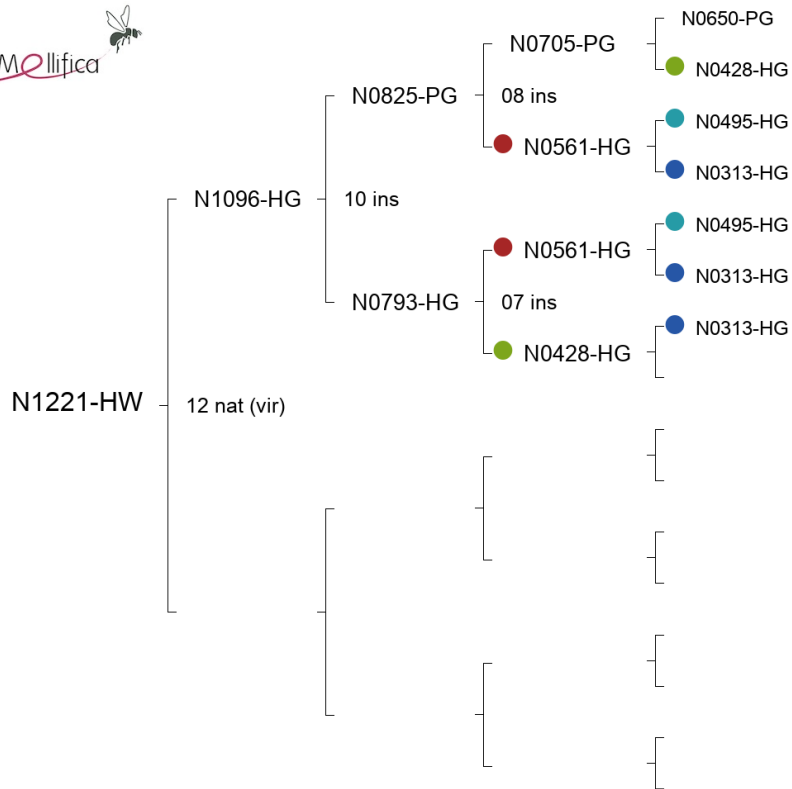 Mellifica
N0650-PG
N0705-PG
N0428-HG
N0825-PG
08 ins
N0495-HG
N0561-HG
N0313-HG
N1096-HG
10 ins
N0495-HG
N0561-HG
N0313-HG
N0793-HG
07 ins
N0313-HG
N0428-HG
N1221-HW
12 nat (vir)